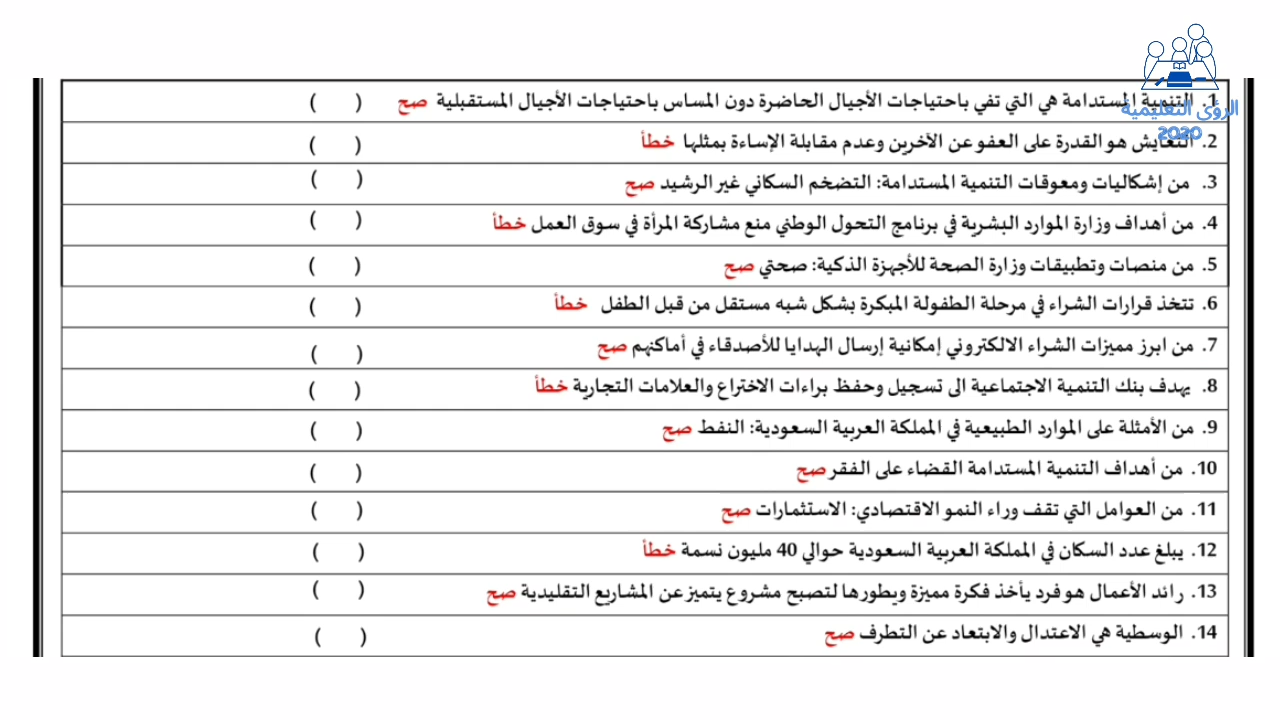 الرؤى التعليمية
2020
1. التنمية المستدامة هي التي تفي باحتياجات الأجيال الحاضرة دون المساس باحتياجات الأجيال المستقبلية صح ( )
2. التعايش هو القدرة على العفو عن الآخرين وعدم مقابلة الإساءة بمثلها خطأ ( )
3. من إشكاليات ومعوقات التنمية المستدامة: التضخم السكاني غير الرشيد صح ( )
4. من أهداف وزارة الموارد البشرية في برنامج التحول الوطني منع مشاركة المرأة في سوق العمل خطأ ( )
5. من منصات وتطبيقات وزارة الصحة للأجهزة الذكية: صحتي صح ( )
6. تتخذ قرارات الشراء في مرحلة الطفولة المبكرة بشكل شبه مستقل من قبل الطفل خطأ ( )
7. من ابرز مميزات الشراء الالكتروني إمكانية إرسال الهدايا للأصدقاء في أماكنهم صح ( )
8. يهدف بنك التنمية الاجتماعية الى تسجيل وحفظ براءات الاختراع والعلامات التجارية خطأ ( )
9. من الأمثلة على الموارد الطبيعية في المملكة العربية السعودية: النفط صح ( )
10. من أهداف التنمية المستدامة القضاء على الفقر صح ( )
11. من العوامل التي تقف وراء النمو الاقتصادي: الاستثمارات صح ( )
12. يبلغ عدد السكان في المملكة العربية السعودية حوالي 40 مليون نسمة خطأ ( )
13. رائد الأعمال هو فرد يأخذ فكرة مميزة ويطورها لتصبح مشروع يتميز عن المشاريع التقليدية صح ( )
14. الوسطية هي الاعتدال والابتعاد عن التطرف صح ( )